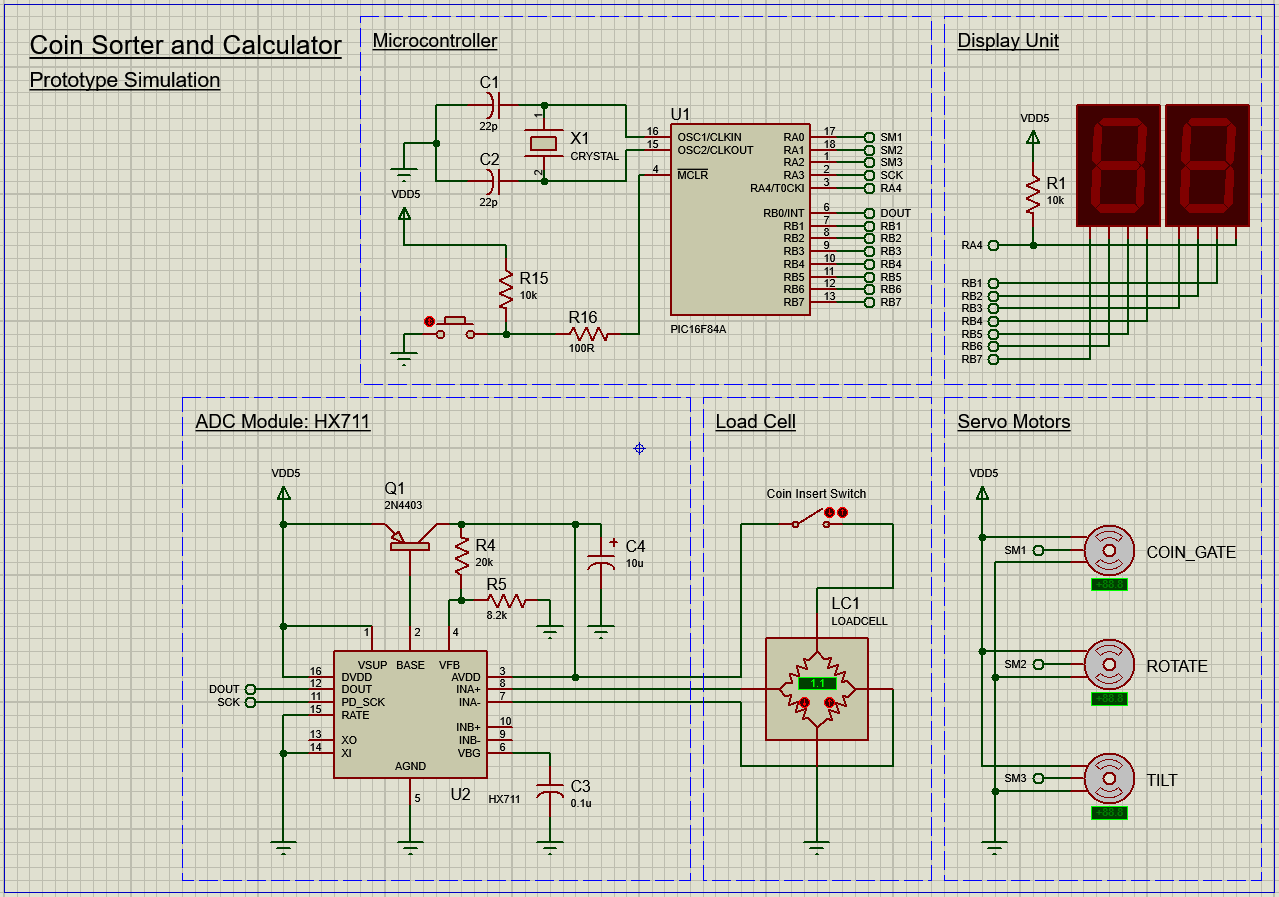 Coin Sorter and Calculator
Prototype Simulation
Microcontroller
C1
22p
1
X1
CRYSTAL
2
C2
22p
VDD5
R15
10k
R16
100R
U1
16 OSC1/CLKIN
15 OSC2/CLKOUT
4 MCLR
RA0 17 SM1
RA1 18 SM2
RA2 1 SM3
RA3 2 SCK
RA4/T0CKI 3 RA4
RB0/INT 6 DOUT
RB1 7 RB1
RB2 8 RB2
RB3 9 RB3
RB4 10 RB4
RB5 11 RB5
RB6 12 RB6
RB7 13 RB7
PIC16F84A
Display Unit
VDD5
R1
10k
RA4
RB1
RB2
RB3
RB4
RB5
RB6
RB7
ADC Module: HX711
VDD5
Q1
2N4403
R4
20k
R5
8.2k
C4
10u
1 2 4
VSUP BASE VFB
16 DVDD
DOUT 12 DOUT
SCK 11 PD_SCK
15 RATE
13 XO
14 XI
AVDD 3
INA+ 8
INA- 7
INB+ 10
INB- 9
VBG 6
AGND
5
U2
HX711
C3
0.1u
Load Cell
Coin Insert Switch
LC1
LOADCELL
1.1
Servo Motors
VDD5
SM1
COIN_GATE
SM2
ROTATE
SM3
TILT